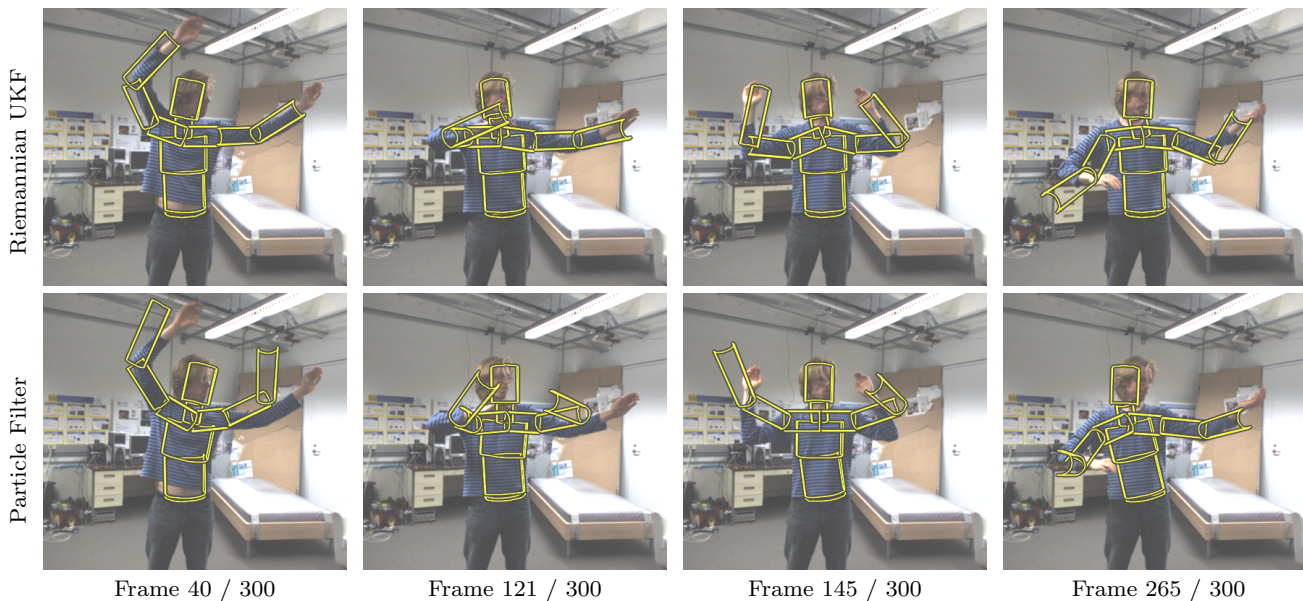 Riemannian UKF
Particle Filter
Frame 40 / 300
Frame 121 / 300
Frame 145 / 300
Frame 265 / 300